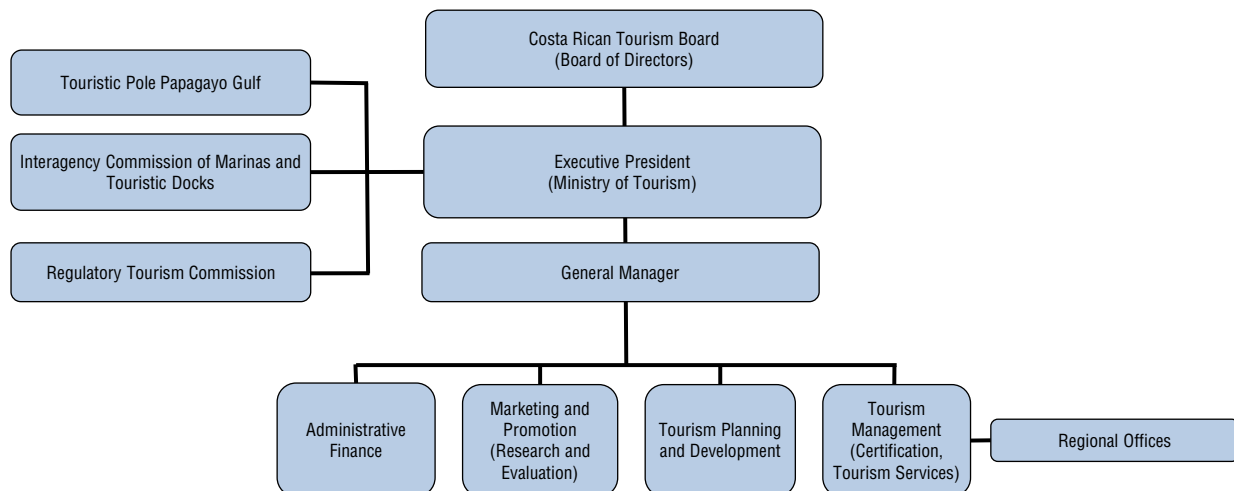 Costa Rican Tourism Board
(Board of Directors)
Touristic Pole Papagayo Gulf
Interagency Commission of Marinas and
Touristic Docks
Executive President
(Ministry of Tourism)
Regulatory Tourism Commission
General Manager
Administrative
Finance
Marketing and
Promotion
(Research and
Evaluation)
Tourism Planning
and Development
Tourism
Management
(Certification,
Tourism Services)
Regional Offices